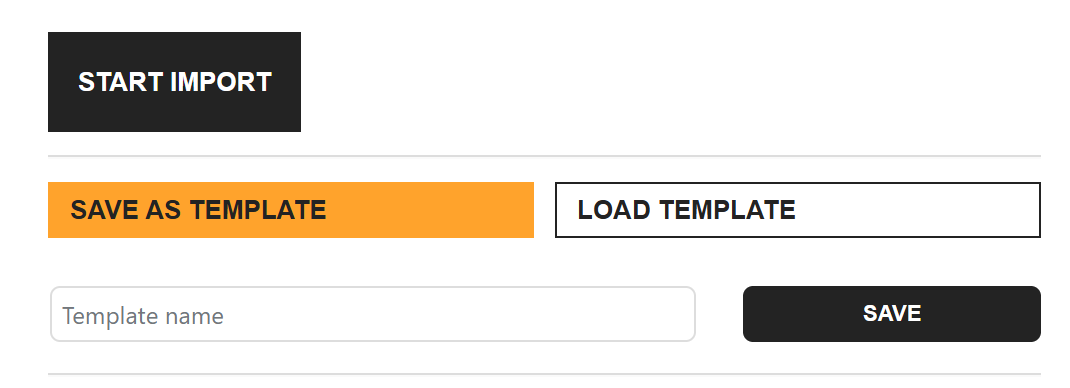 START IMPORT
SAVE AS TEMPLATE
LOAD TEMPLATE
Template name
SAVE